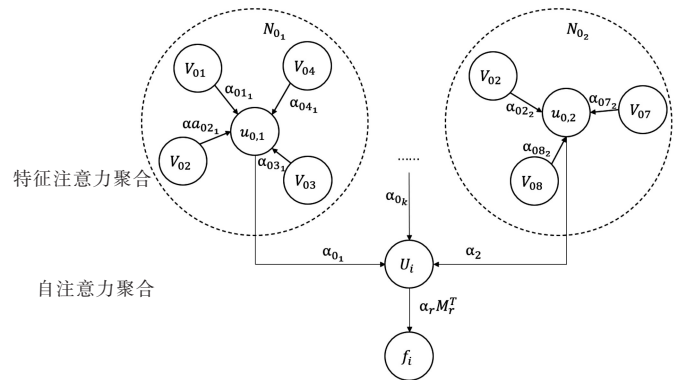 N₀₁
N₀₂
V₀₁
V₀₄
α₀₁₁
α₀₄₁
u₀,₁
αa₀₂₁
α₀₃₁
V₀₂
V₀₃
V₀₂
α₀₂₂
u₀,₂
α₀₇₂
V₀₇
α₀₈₂
V₀₈
特征注意力聚合
......
α₀ₖ
α₀₁
Uᵢ
α₂
自注意力聚合
αᵣMᵣᵀ
fᵢ